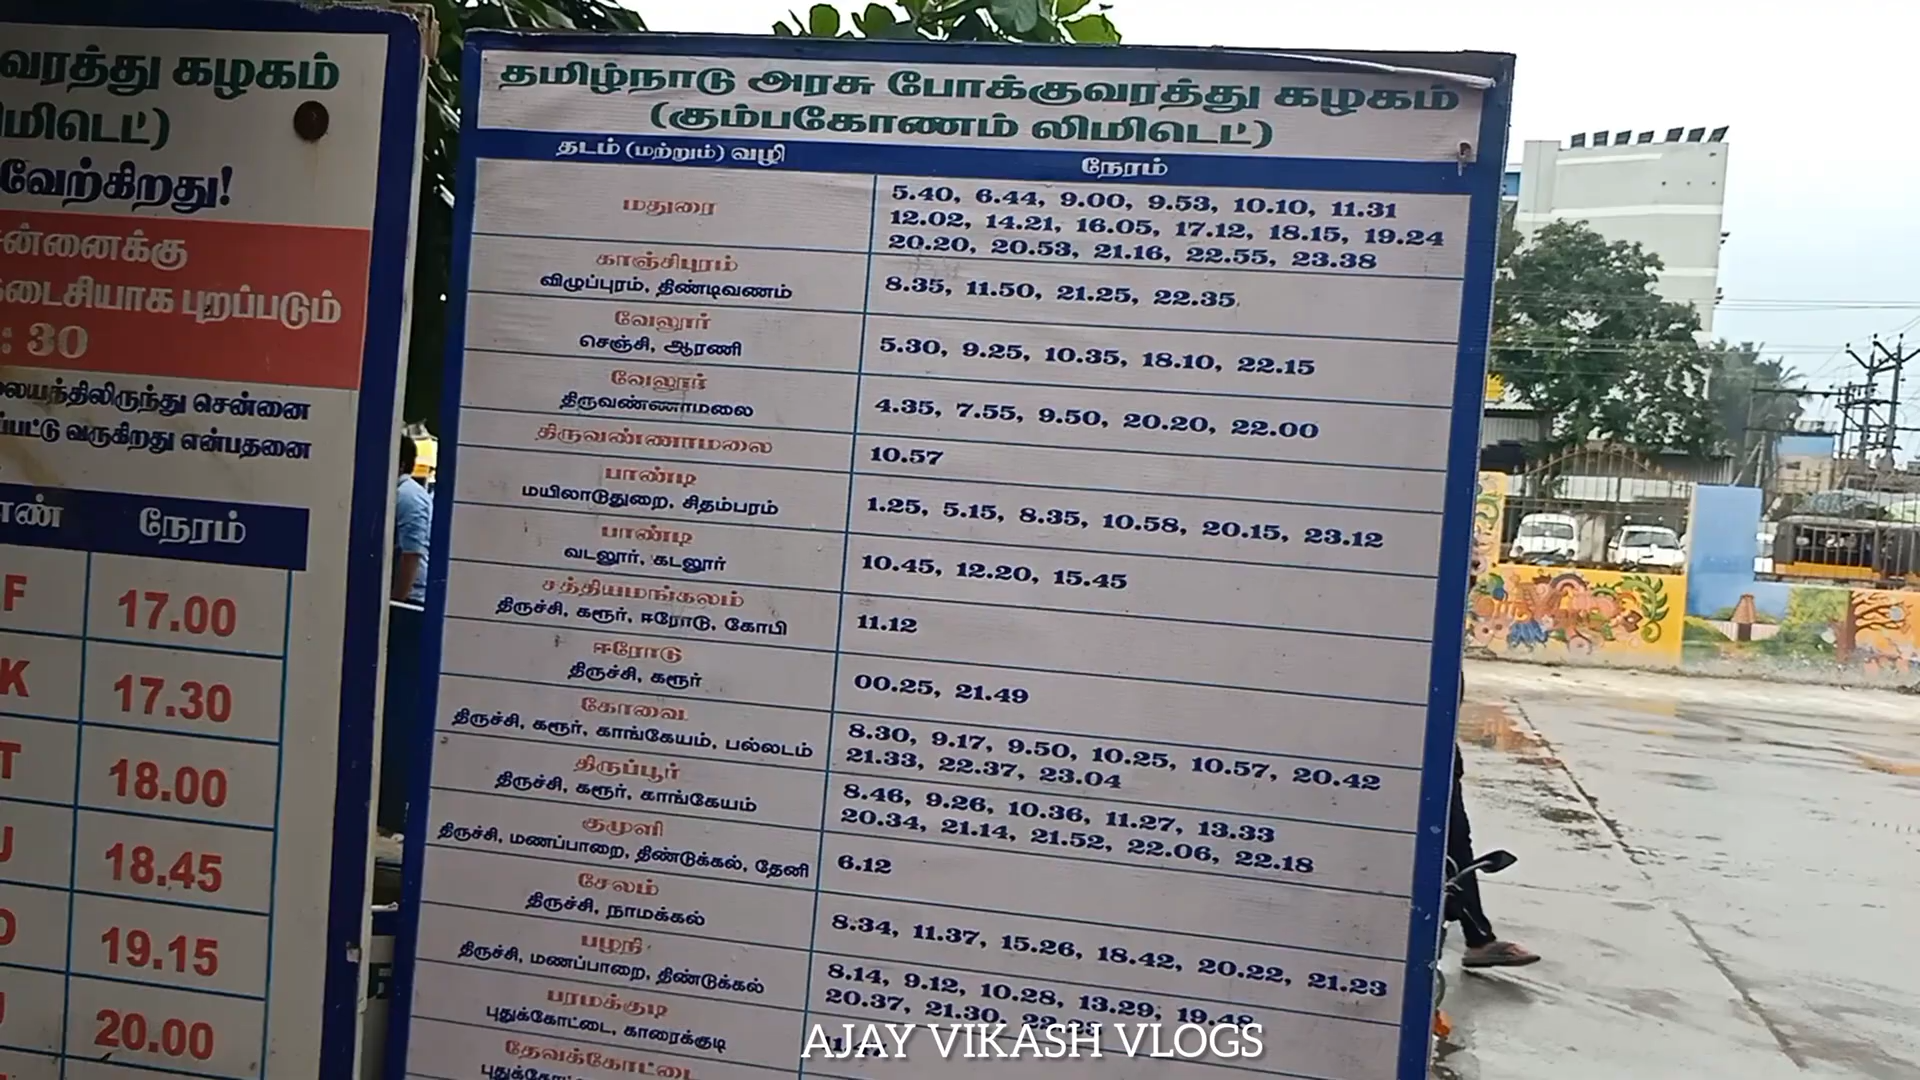 வரத்து கழகம்
மிடெட்)
வேற்கிறது!
ன்னைக்கு
டைசியாக புறப்படும்
: 30
லையந்திலிருந்து சென்னை
ப்பட்டு வருகிறது என்பதனை
ண் நேரம்
F 17.00
K 17.30
T 18.00
J 18.45
19.15
20.00
தமிழ்நாடு அரசு போக்குவரத்து கழகம்
(கும்பகோணம் லிமிடெட்)
தடம் (மற்றும்) வழி நேரம்
மதுரை
5.40, 6.44, 9.00, 9.53, 10.10, 11.31
12.02, 14.21, 16.05, 17.12, 18.15, 19.24
20.20, 20.53, 21.16, 22.55, 23.38
காஞ்சிபுரம்
விழுப்புரம், திண்டிவணம்
8.35, 11.50, 21.25, 22.35
வேலூர்
செஞ்சி, ஆரணி
5.30, 9.25, 10.35, 18.10, 22.15
வேலூர்
திருவண்ணாமலை
4.35, 7.55, 9.50, 20.20, 22.00
திருவண்ணாமலை
10.57
பாண்டி
மயிலாடுதுறை, சிதம்பரம்
1.25, 5.15, 8.35, 10.58, 20.15, 23.12
பாண்டி
வடலூர், கடலூர்
10.45, 12.20, 15.45
சத்தியமங்கலம்
திருச்சி, கரூர், ஈரோடு, கோபி
11.12
ஈரோடு
திருச்சி, கரூர்
00.25, 21.49
கோவை
திருச்சி, கரூர், காங்கேயம், பல்லடம்
8.30, 9.17, 9.50, 10.25, 10.57, 20.42
21.33, 22.37, 23.04
திருப்பூர்
திருச்சி, கரூர், காங்கேயம்
8.46, 9.26, 10.36, 11.27, 13.33
20.34, 21.14, 21.52, 22.06, 22.18
குமுளி
திருச்சி, மணப்பாறை, திண்டுக்கல், தேனி
6.12
சேலம்
திருச்சி, நாமக்கல்
8.34, 11.37, 15.26, 18.42, 20.22, 21.23
பழநி
திருச்சி, மணப்பாறை, திண்டுக்கல்
8.14, 9.12, 10.28, 13.29, 19.48
20.37, 21.30,
பரமக்குடி
புதுக்கோட்டை, காரைக்குடி
தேவக்கோட்டை
AJAY VIKASH VLOGS